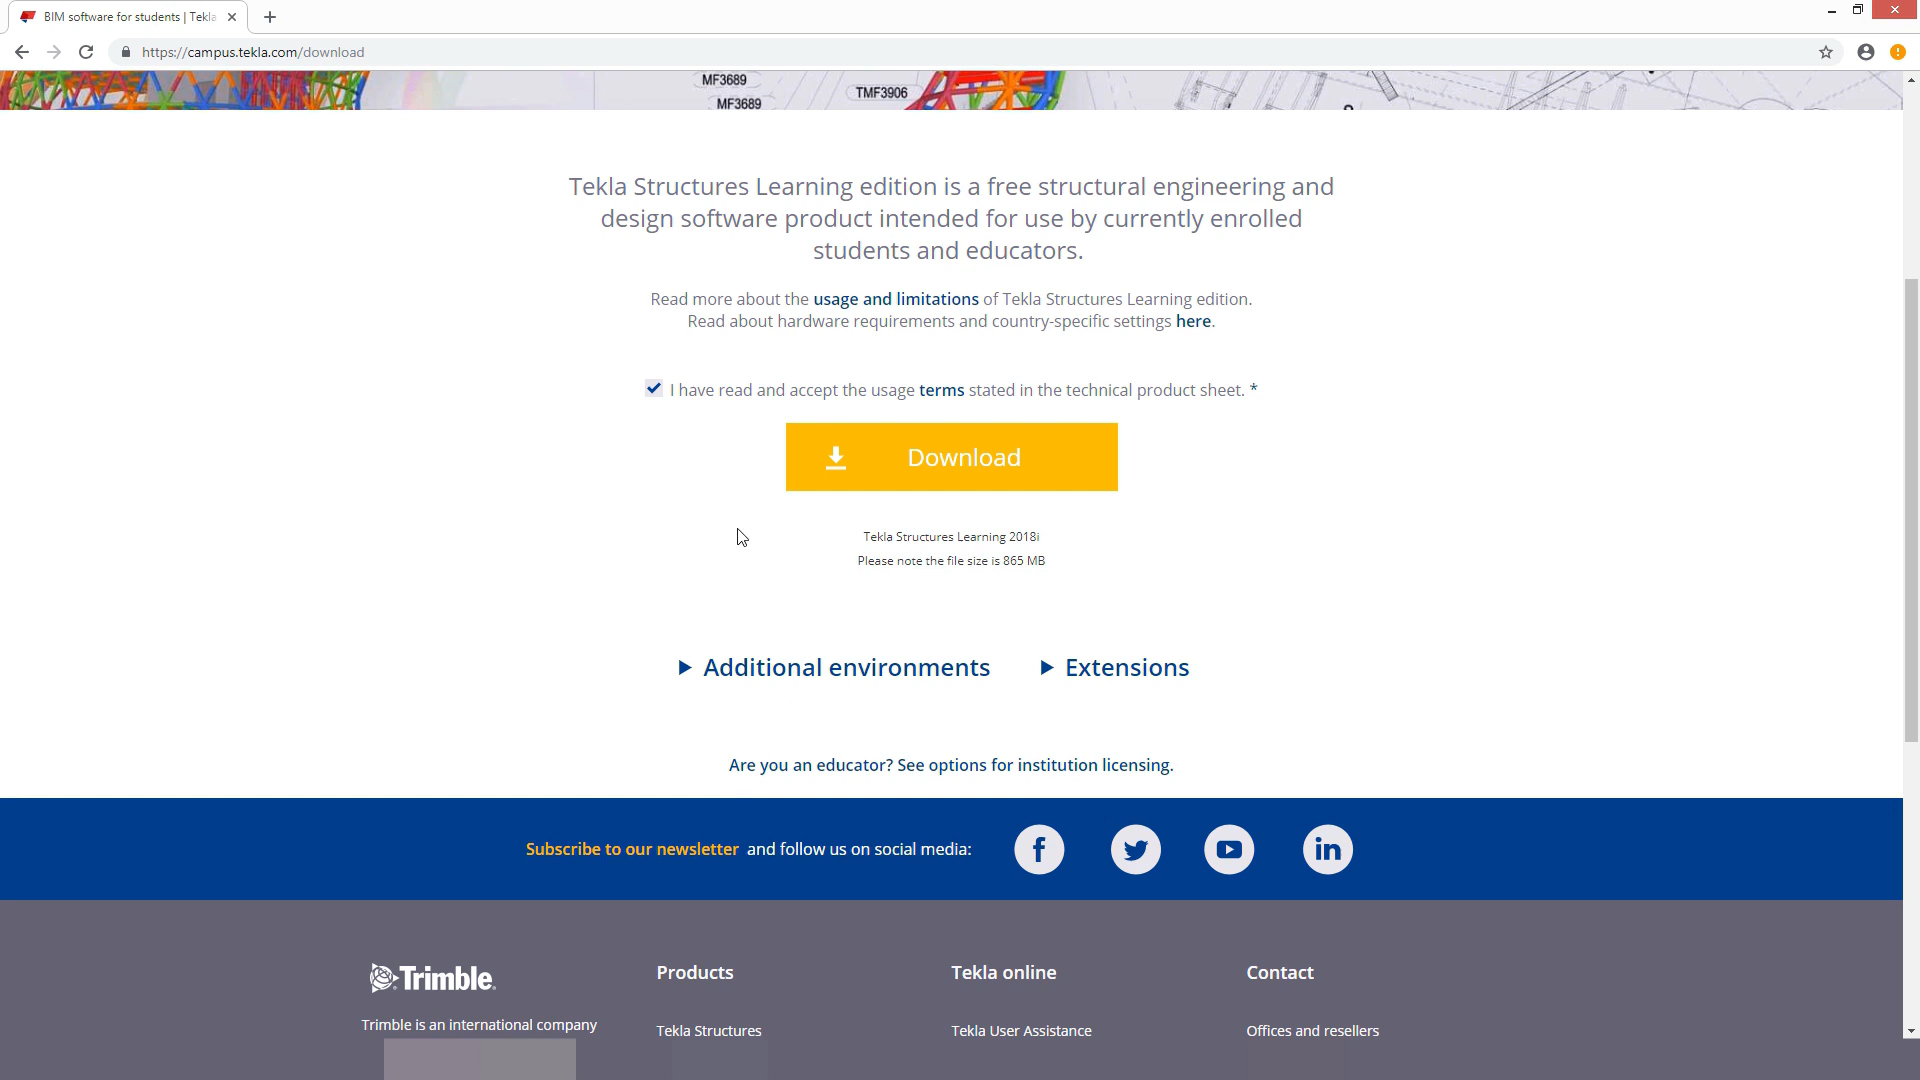 BIM software for students | Tekla
https://campus.tekla.com/download
MF3689
MF3689
TMF3906
Tekla Structures Learning edition is a free structural engineering and
design software product intended for use by currently enrolled
students and educators.
Read more about the usage and limitations of Tekla Structures Learning edition.
Read about hardware requirements and country-specific settings here.
I have read and accept the usage terms stated in the technical product sheet. *
Download
Tekla Structures Learning 2018i
Please note the file size is 865 MB
Additional environments
Extensions
Are you an educator? See options for institution licensing.
Subscribe to our newsletter and follow us on social media:
Trimble
Products
Tekla online
Contact
Trimble is an international company
Tekla Structures
Tekla User Assistance
Offices and resellers